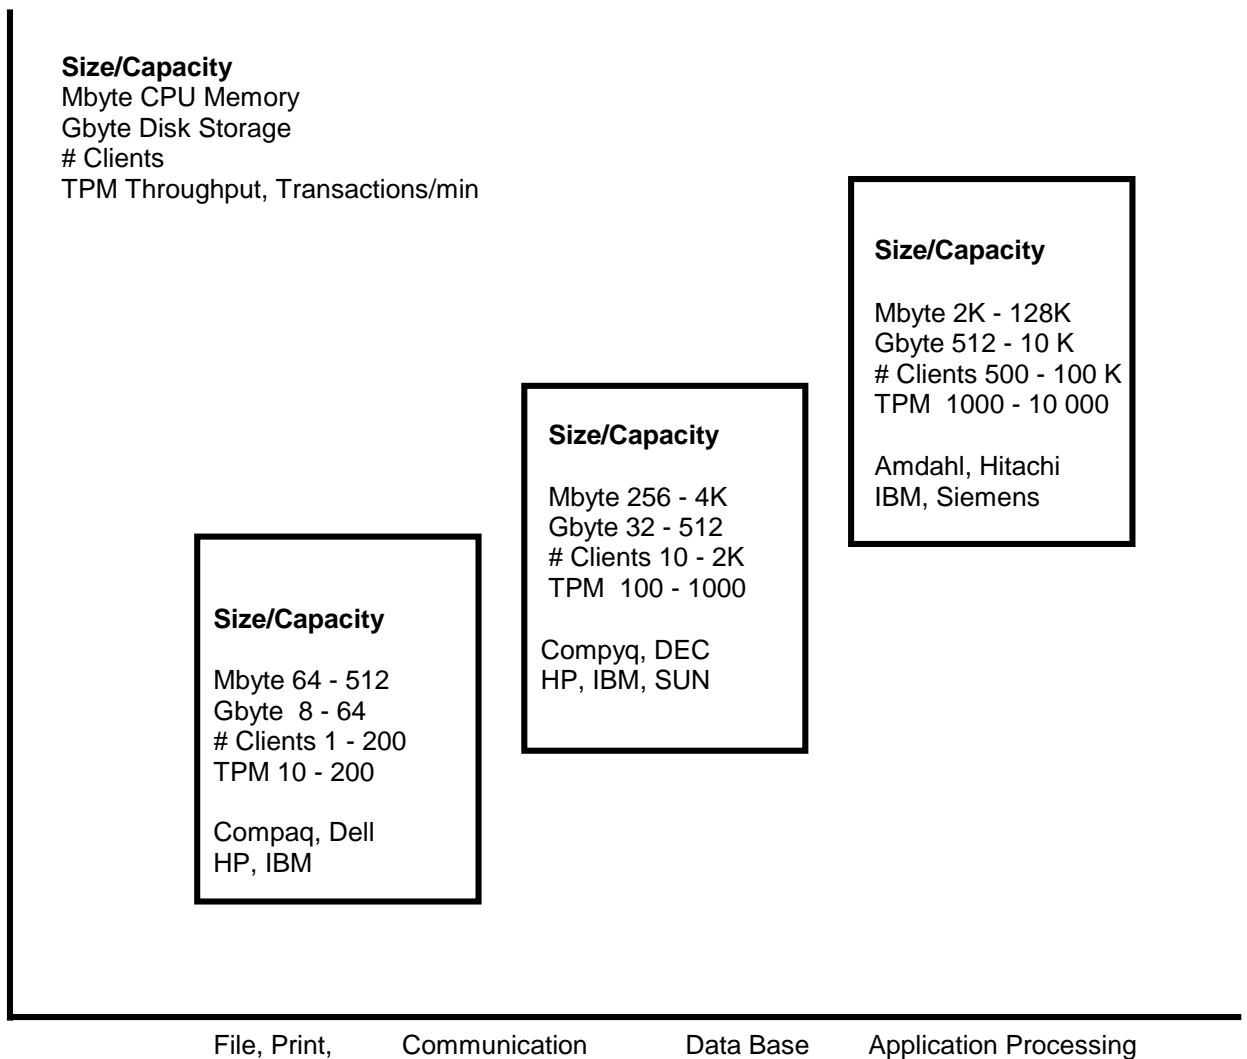 Size/Capacity
Mbyte CPU Memory
Gbyte Disk Storage
# Clients
TPM Throughput, Transactions/min
Size/Capacity
Mbyte 2K - 128K
Gbyte 512 - 10 K
# Clients 500 - 100 K
TPM  1000 - 10 000
Amdahl, Hitachi
IBM, Siemens
Size/Capacity
Mbyte 256 - 4K
Gbyte 32 - 512
# Clients 10 - 2K
TPM  100 - 1000
Compyq, DEC
HP, IBM, SUN
Size/Capacity
Mbyte 64 - 512
Gbyte  8 - 64
# Clients 1 - 200
TPM 10 - 200
Compaq, Dell
HP, IBM
File, Print, Communication Data Base Application Processing